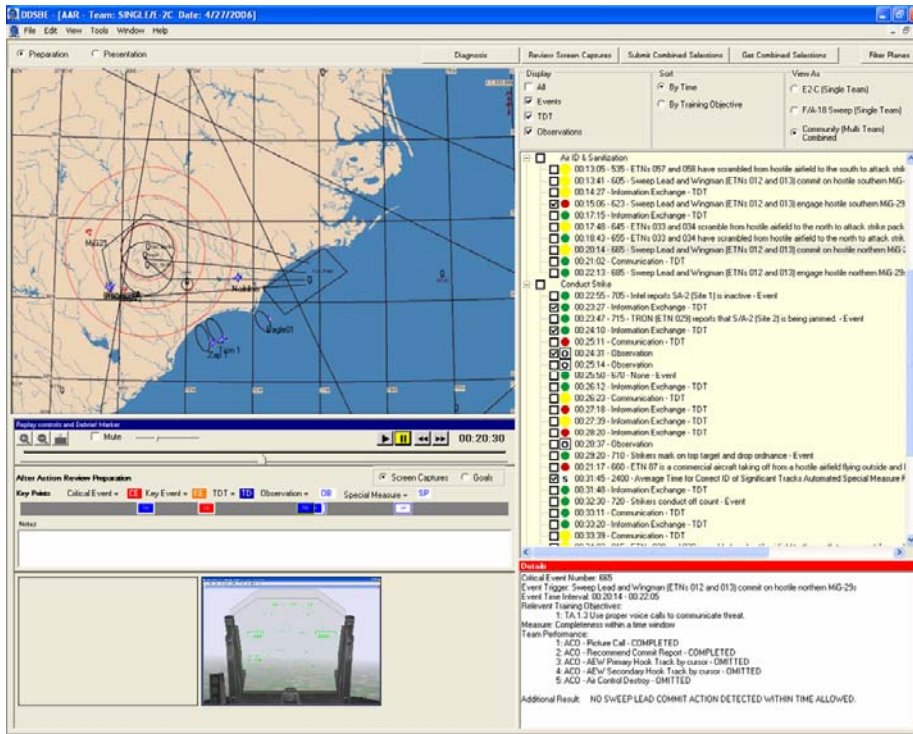 DDSBE - [AAR - Team: SINGLE/E-2C Date: 4/27/2006]
File Edit View Tools Window Help
Preparation Presentation Diagnosis Review Screen Captures Submit Combined Selections Get Combined Selections Filter Planes
Display
All
Events
TDT
Observations
Sort
By Time
By Training Objective
View As
E2-C (Single Team)
F/A-18 Sweep (Single Team)
Community (Multi Team) Combined
MiG21
Eagle01
Replay controls and Debrief Marker
Mute
00:20:30
After Action Review Preparation
Screen Captures Goals
Key Points Critical Event = CE Key Event = KE TDT = TD Observation = OB Special Measure = SP
Notes
Air ID & Sanitization
00:13:05 - 535 - ETNs 057 and 058 have scrambled from hostile airfield to the south to attack strik
00:13:41 - 605 - Sweep Lead and Wingman (ETNs 012 and 013) commit on hostile southern MiG-
00:14:27 - Information Exchange - TDT
00:15:06 - 623 - Sweep Lead and Wingman (ETNs 012 and 013) engage hostile southern MiG-29s
00:17:15 - Information Exchange - TDT
00:17:48 - 645 - ETNs 033 and 034 scramble from hostile airfield to the north to attack strike pack
00:18:43 - 655 - ETNs 033 and 034 have scrambled from hostile airfield to the north to attack strik
00:20:14 - 665 - Sweep Lead and Wingman (ETNs 012 and 013) commit on hostile northern MiG-2
00:21:02 - Communication - TDT
00:22:13 - 685 - Sweep Lead and Wingman (ETNs 012 and 013) engage hostile northern MiG-29s
Conduct Strike
00:22:55 - 705 - Intel reports SA-2 (Site 1) is inactive - Event
00:23:27 - Information Exchange - TDT
00:23:47 - 715 - TRON (ETN 029) reports that S/A-2 (Site 2) is being jammed. - Event
00:24:10 - Information Exchange - TDT
00:25:11 - Communication - TDT
00:24:31 - Observation
00:25:14 - Observation
00:25:50 - 670 - None - Event
00:26:12 - Information Exchange - TDT
00:26:23 - Communication - TDT
00:27:18 - Information Exchange - TDT
00:27:39 - Information Exchange - TDT
00:28:20 - Information Exchange - TDT
00:28:37 - Observation
00:29:20 - 710 - Strikers mark on top target and drop ordnance - Event
00:21:17 - 660 - ETN 87 is a commercial aircraft taking off from a hostile airfield flying outside and
00:31:45 - 2400 - Average Time for Correct ID of Significant Tracks Automated Special Measure
00:31:48 - Information Exchange - TDT
00:32:30 - 720 - Strikers conduct off count - Event
00:33:11 - Communication - TDT
00:33:20 - Information Exchange - TDT
00:33:39 - Communication - TDT
Details
Critical Event Number: 665
Event Trigger: Sweep Lead and Wingman (ETNs 012 and 013) commit on hostile northern MiG-29s
Event Time Interval: 00:20:14 - 00:22:05
Relevent Training Objectives:
1: TA.1.3 Use proper voice calls to communicate threat.
Measure: Completeness within a time window
Team Performance:
1: ACO - Picture Call - COMPLETED
2: ACO - Recommend Commit Report - COMPLETED
3: ACO - AEW Primary Hook Track by cursor - OMITTED
4: ACO - AEW Secondary Hook Track by cursor - OMITTED
5: ACO - Air Control Destroy - OMITTED
Additional Result: NO SWEEP LEAD COMMIT ACTION DETECTED WITHIN TIME ALLOWED.